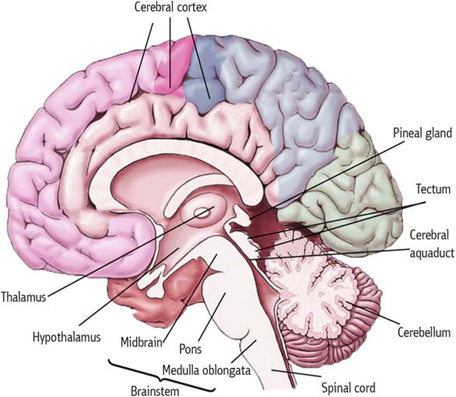 Cerebral cortex
Pineal gland
Tectum
Cerebral
aquaduct
Thalamus
Hypothalamus
Midbrain
Pons
Cerebellum
Medulla oblongata
Brainstem
Spinal cord